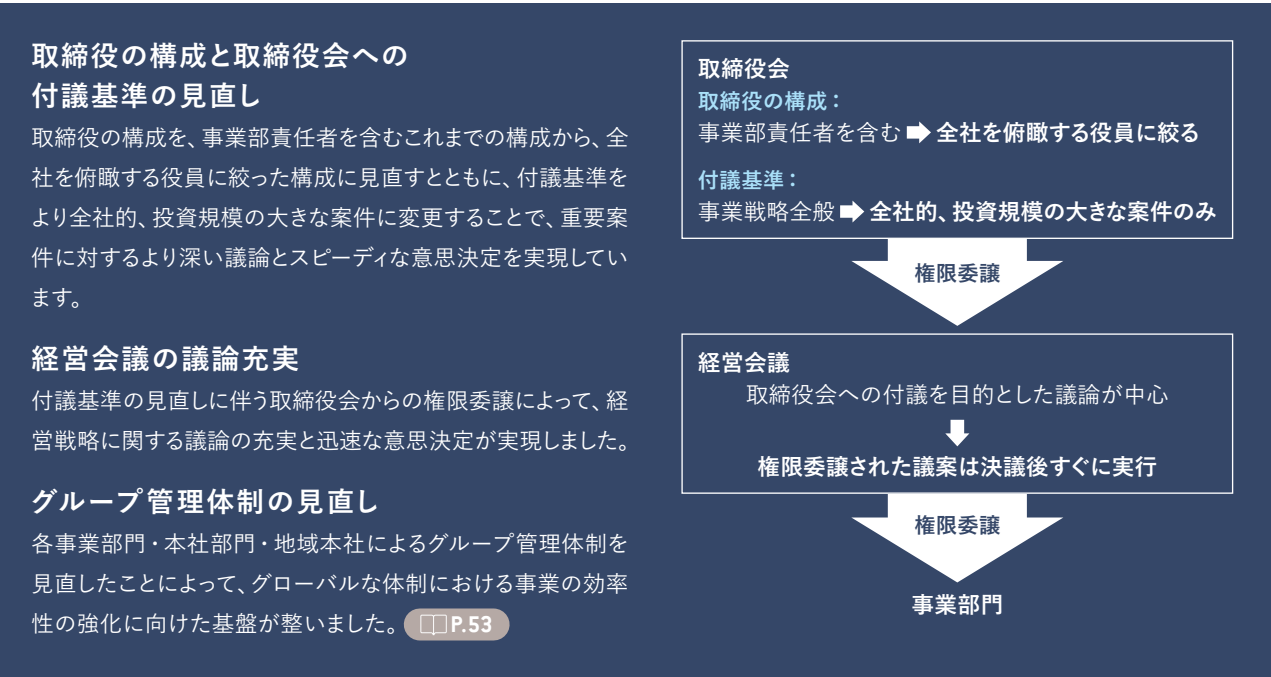 取締役の構成と取締役会への
付議基準の見直し
取締役の構成を、事業部責任者を含むこれまでの構成から、全
社を俯瞰する役員に絞った構成に見直すとともに、付議基準を
より全社的、投資規模の大きな案件に変更することで、重要案
件に対するより深い議論とスピーディな意思決定を実現してい
ます。
経営会議の議論充実
付議基準の見直しに伴う取締役会からの権限委譲によって、経
営戦略に関する議論の充実と迅速な意思決定が実現しました。
グループ管理体制の見直し
各事業部門・本社部門・地域本社によるグループ管理体制を
見直したことによって、グローバルな体制における事業の効率
性の強化に向けた基盤が整いました。 P.53
取締役会
取締役の構成：
事業部責任者を含む ➡ 全社を俯瞰する役員に絞る
付議基準：
事業戦略全般 ➡ 全社的、投資規模の大きな案件のみ
権限委譲
経営会議
取締役会への付議を目的とした議論が中心
権限委譲された議案は決議後すぐに実行
権限委譲
事業部門